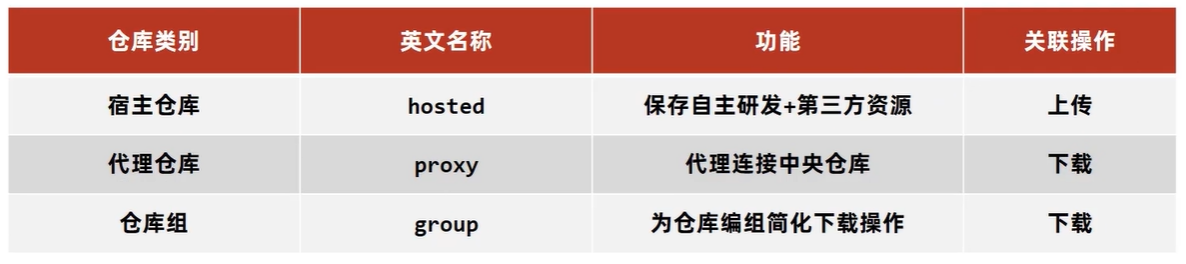 仓库类别 英文名称 功能 关联操作
宿主仓库 hosted 保存自主研发+第三方资源 上传
代理仓库 proxy 代理连接中央仓库 下载
仓库组 group 为仓库编组简化下载操作 下载